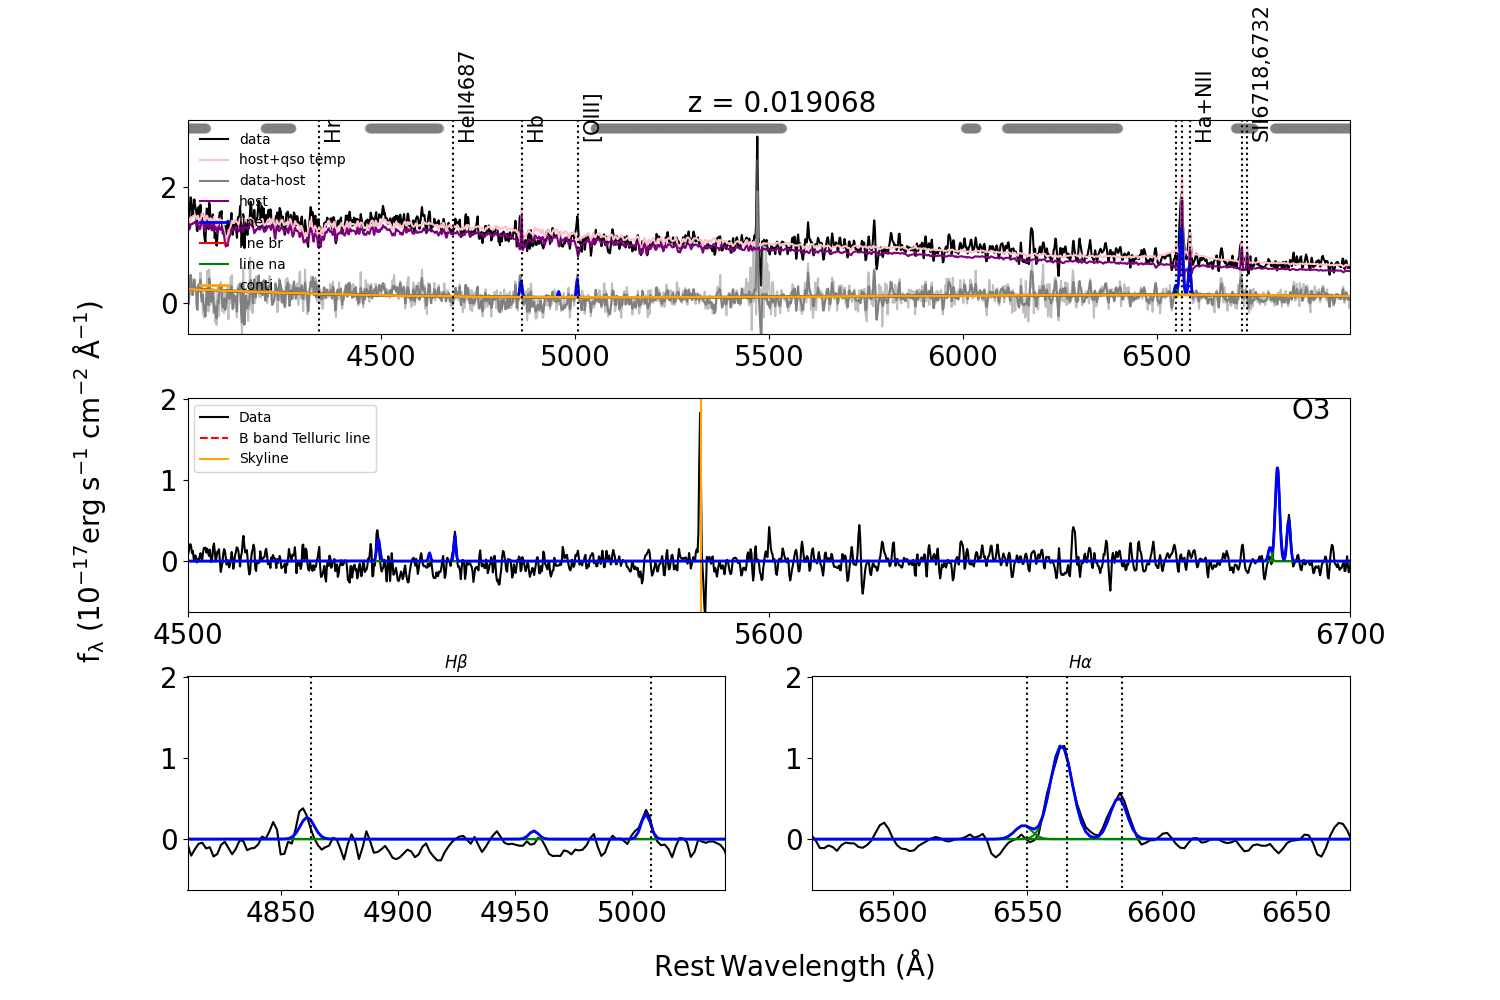 z = 0.019068
Hr
HeII4687
Hb
[OIII]
Ha+NII
SII6718,6732
data
host+qso temp
data-host
host
line
line br
line na
conti
2
0
4500 5000 5500 6000 6500
fλ (10−17erg s−1 cm−2 Å−1)
O3
Data
B band Telluric line
Skyline
2
1
0
4500 5600 6700
Hβ
2
1
0
4850 4900 4950 5000
Hα
2
1
0
6500 6550 6600 6650
Rest Wavelength (Å)